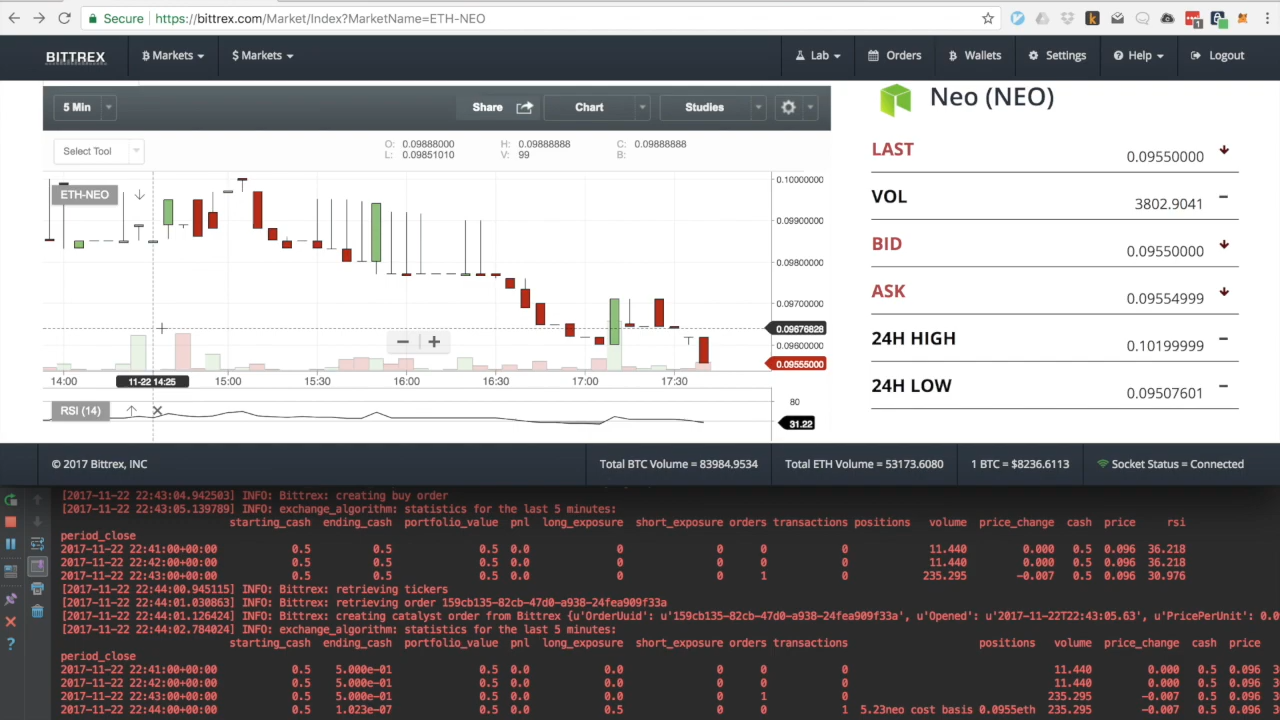 Secure https://bittrex.com/Market/Index?MarketName=ETH-NEO
BITTREX Markets $ Markets Lab Orders Wallets Settings Help Logout
5 Min Share Chart Studies
Select Tool
O: 0.09888000 H: 0.09888888 C: 0.09888888
L: 0.09851010 V: 99 B:
ETH-NEO
0.10000000
0.09900000
0.09800000
0.09700000
0.09676828
0.09600000
0.09555000
14:00 11-22 14:25 15:00 15:30 16:00 16:30 17:00 17:30
RSI (14)
80
31.22
Neo (NEO)
LAST 0.09550000
VOL 3802.9041
BID 0.09550000
ASK 0.09554999
24H HIGH 0.10199999
24H LOW 0.09507601
© 2017 Bittrex, INC Total BTC Volume = 83984.9534 Total ETH Volume = 53173.6080 1 BTC = $8236.6113 Socket Status = Connected
[2017-11-22 22:43:04.942503] INFO: Bittrex: creating buy order
[2017-11-22 22:43:05.139789] INFO: exchange_algorithm: statistics for the last 5 minutes:
starting_cash ending_cash portfolio_value pnl long_exposure short_exposure orders transactions positions volume price_change cash price rsi
period_close
2017-11-22 22:41:00+00:00 0.5 0.5 0.5 0.0 0 0 0 0 11.440 0.000 0.5 0.096 36.218
2017-11-22 22:42:00+00:00 0.5 0.5 0.5 0.0 0 0 0 0 11.440 0.000 0.5 0.096 36.218
2017-11-22 22:43:00+00:00 0.5 0.5 0.5 0.0 0 0 1 0 235.295 -0.007 0.5 0.096 30.976
[2017-11-22 22:44:00.945115] INFO: Bittrex: retrieving tickers
[2017-11-22 22:44:01.030863] INFO: Bittrex: retrieving order 159cb135-82cb-47d0-a938-24fea909f33a
[2017-11-22 22:44:01.126424] INFO: Bittrex: creating catalyst order from Bittrex {u'OrderUuid': u'159cb135-82cb-47d0-a938-24fea909f33a', u'Opened': u'2017-11-22T22:43:05.63', u'PricePerUnit': 0.0
[2017-11-22 22:44:02.784024] INFO: exchange_algorithm: statistics for the last 5 minutes:
starting_cash ending_cash portfolio_value pnl long_exposure short_exposure orders transactions positions volume price_change cash price
period_close
2017-11-22 22:41:00+00:00 0.5 5.000e-01 0.5 0.0 0.0 0 0 0 11.440 0.000 0.5 0.096 3
2017-11-22 22:42:00+00:00 0.5 5.000e-01 0.5 0.0 0.0 0 0 0 11.440 0.000 0.5 0.096 3
2017-11-22 22:43:00+00:00 0.5 5.000e-01 0.5 0.0 0.0 0 1 0 235.295 -0.007 0.5 0.096 3
2017-11-22 22:44:00+00:00 0.5 1.023e-07 0.5 0.0 0.5 0 0 1 5.23neo cost basis 0.0955eth 235.295 -0.007 0.5 0.096 3